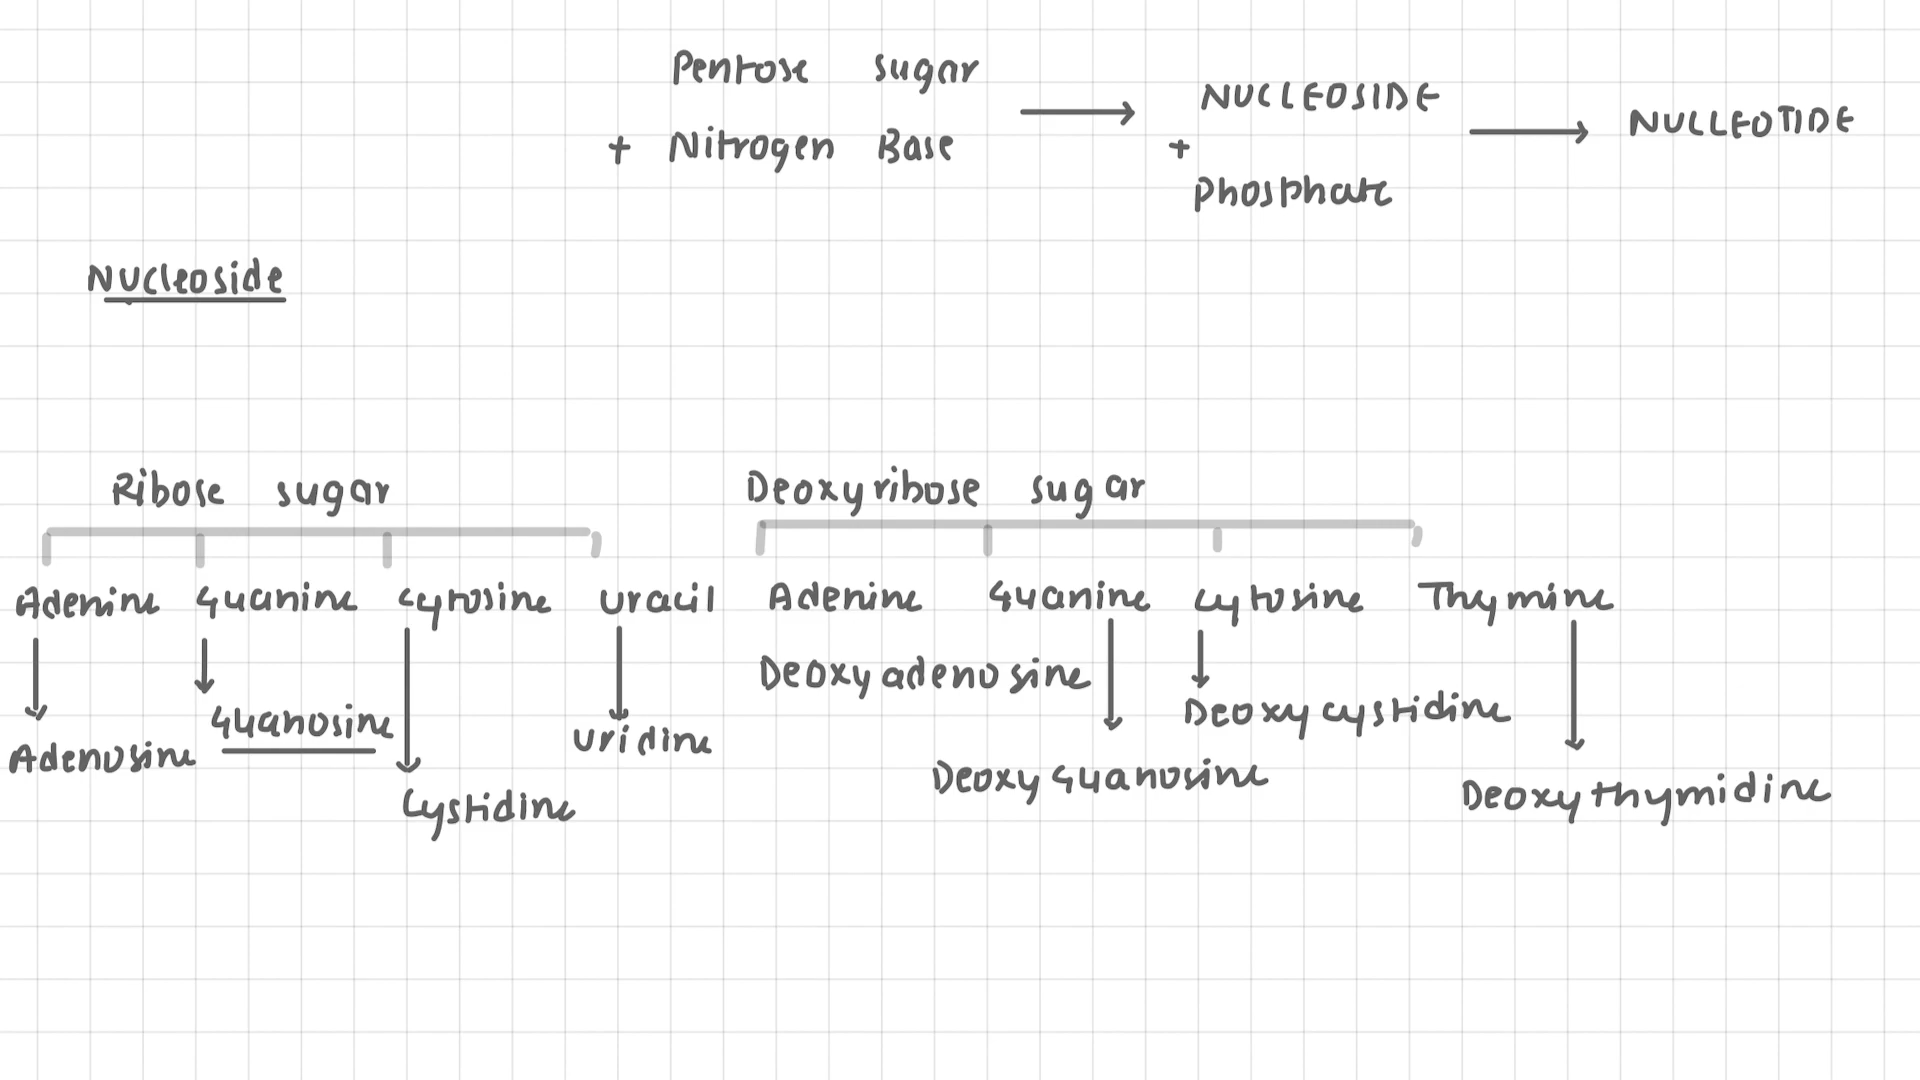 Pentose sugar
+ Nitrogen Base
NUCLEOSIDE
+
Phosphate
NUCLEOTIDE
Nucleoside
Ribose sugar
Deoxyribose sugar
Adenine Guanine Cytosine Uracil Adenine Guanine Cytosine Thymine
Deoxyadenosine
Guanosine
Deoxycystidine
Uridine
Adenosine
Deoxyguanosine
Deoxythymidine
Cystidine